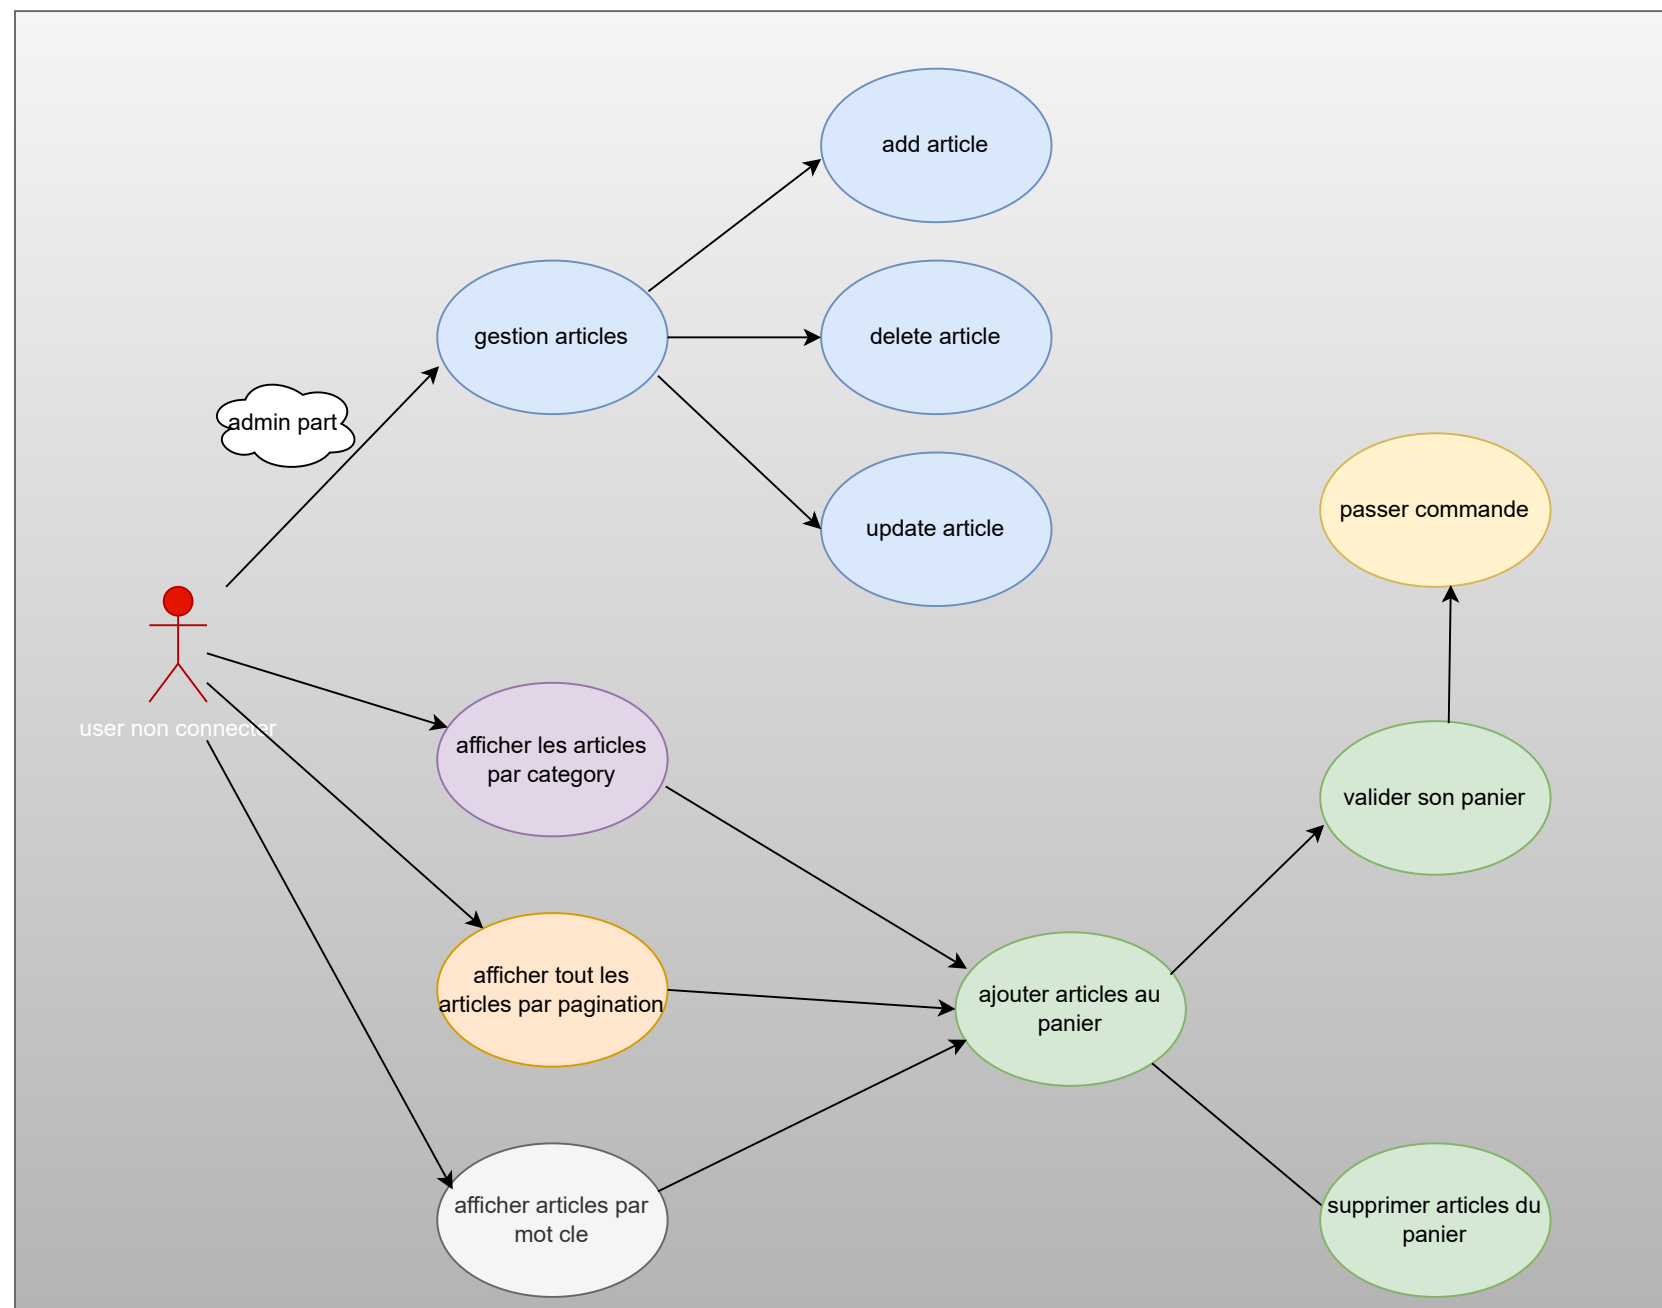 add article
gestion articles
delete article
admin part
update article
passer commande
user non connecter
afficher les articles
par category
valider son panier
afficher tout les
articles par pagination
ajouter articles au
panier
afficher articles par
mot cle
supprimer articles du
panier